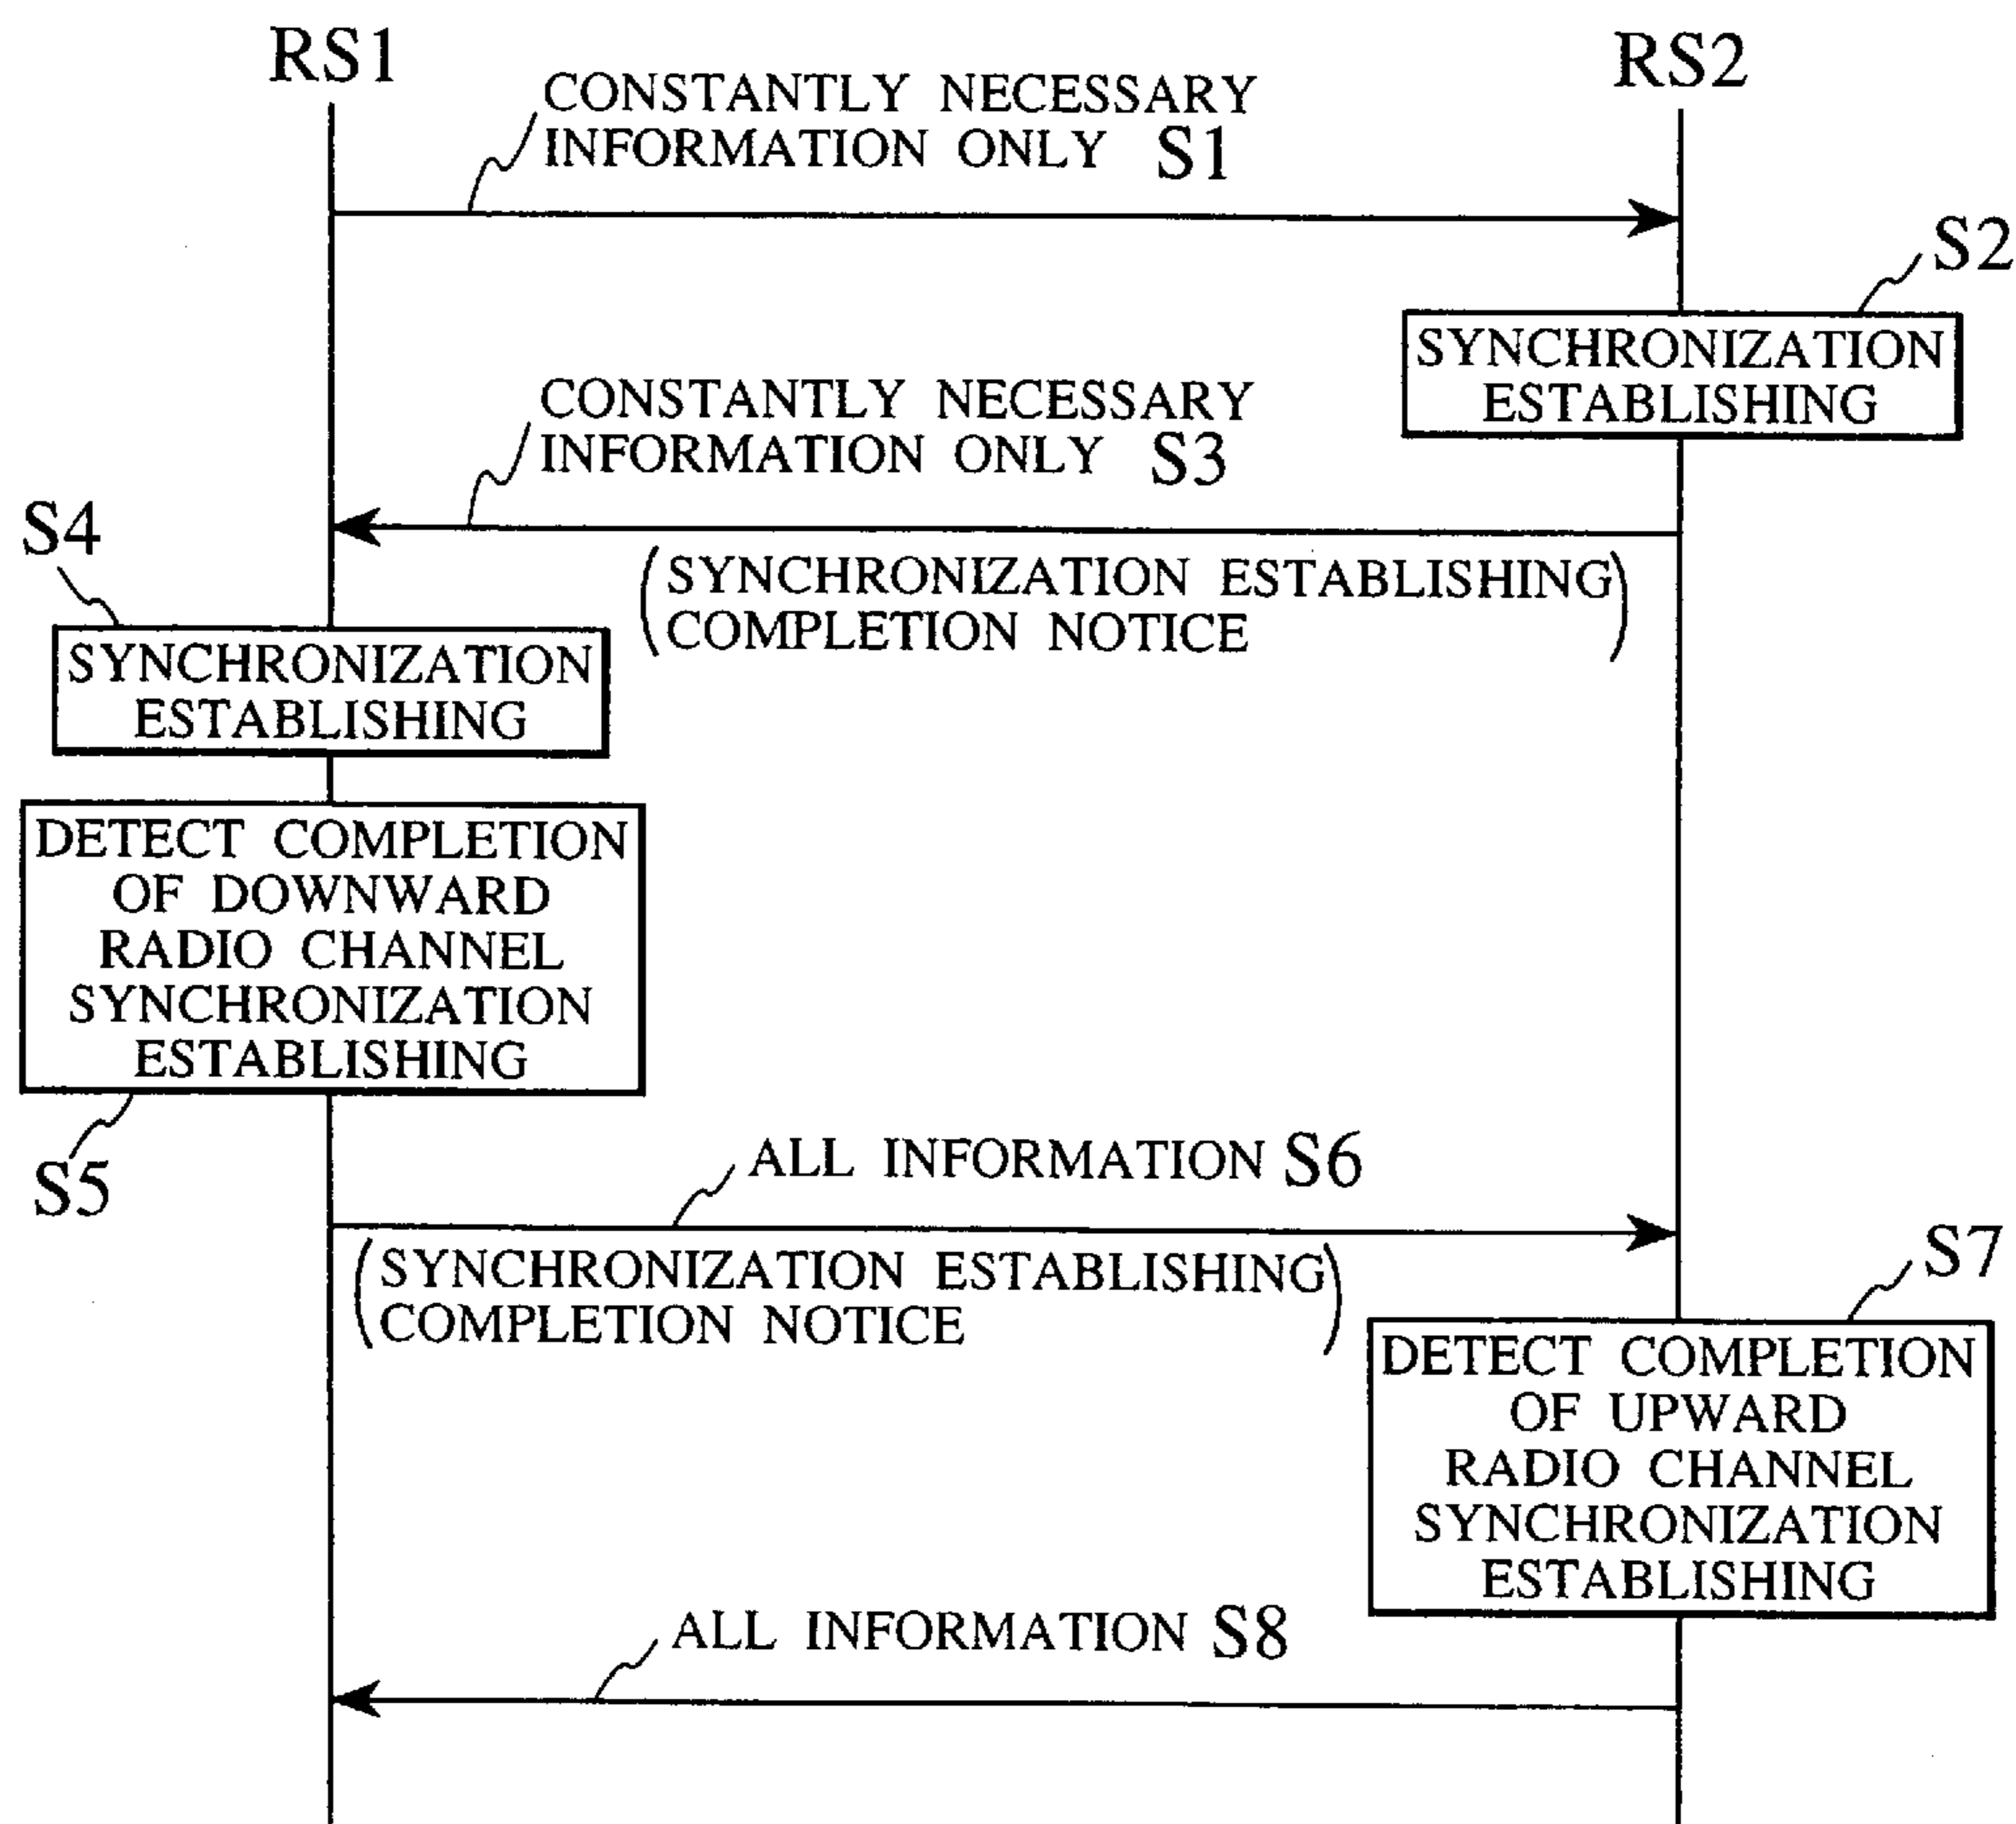 RS1
RS2
CONSTANTLY NECESSARY
INFORMATION ONLY S1
S2
SYNCHRONIZATION
ESTABLISHING
CONSTANTLY NECESSARY
INFORMATION ONLY S3
(SYNCHRONIZATION ESTABLISHING
COMPLETION NOTICE)
S4
SYNCHRONIZATION
ESTABLISHING
DETECT COMPLETION
OF DOWNWARD
RADIO CHANNEL
SYNCHRONIZATION
ESTABLISHING
S5
ALL INFORMATION S6
(SYNCHRONIZATION ESTABLISHING
COMPLETION NOTICE)
S7
DETECT COMPLETION
OF UPWARD
RADIO CHANNEL
SYNCHRONIZATION
ESTABLISHING
ALL INFORMATION S8